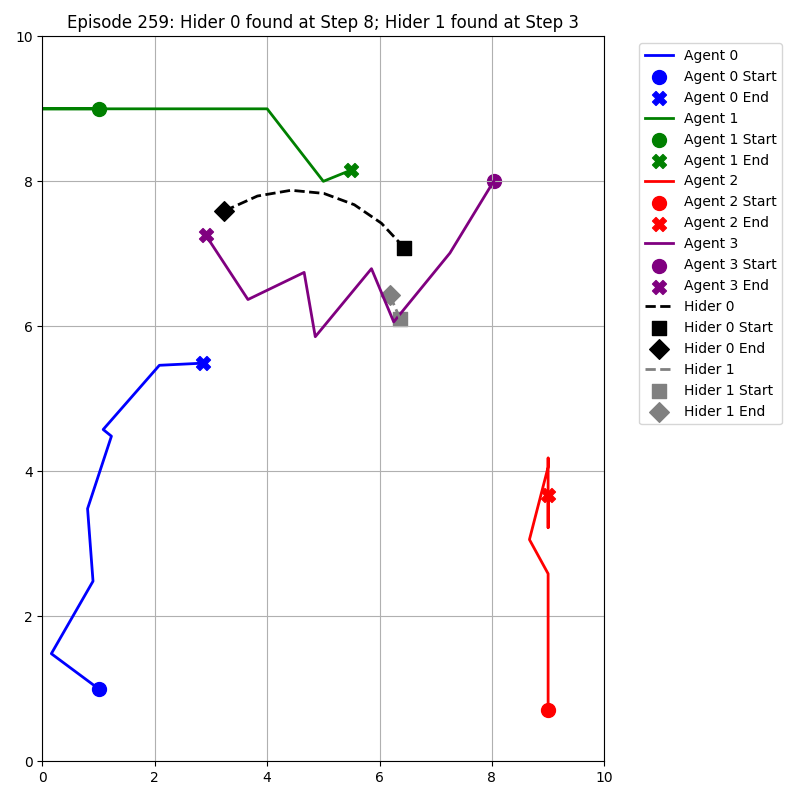 Episode 259: Hider 0 found at Step 8; Hider 1 found at Step 3
10
8
6
4
2
0
0
2
4
6
8
10
Agent 0
Agent 0 Start
Agent 0 End
Agent 1
Agent 1 Start
Agent 1 End
Agent 2
Agent 2 Start
Agent 2 End
Agent 3
Agent 3 Start
Agent 3 End
Hider 0
Hider 0 Start
Hider 0 End
Hider 1
Hider 1 Start
Hider 1 End